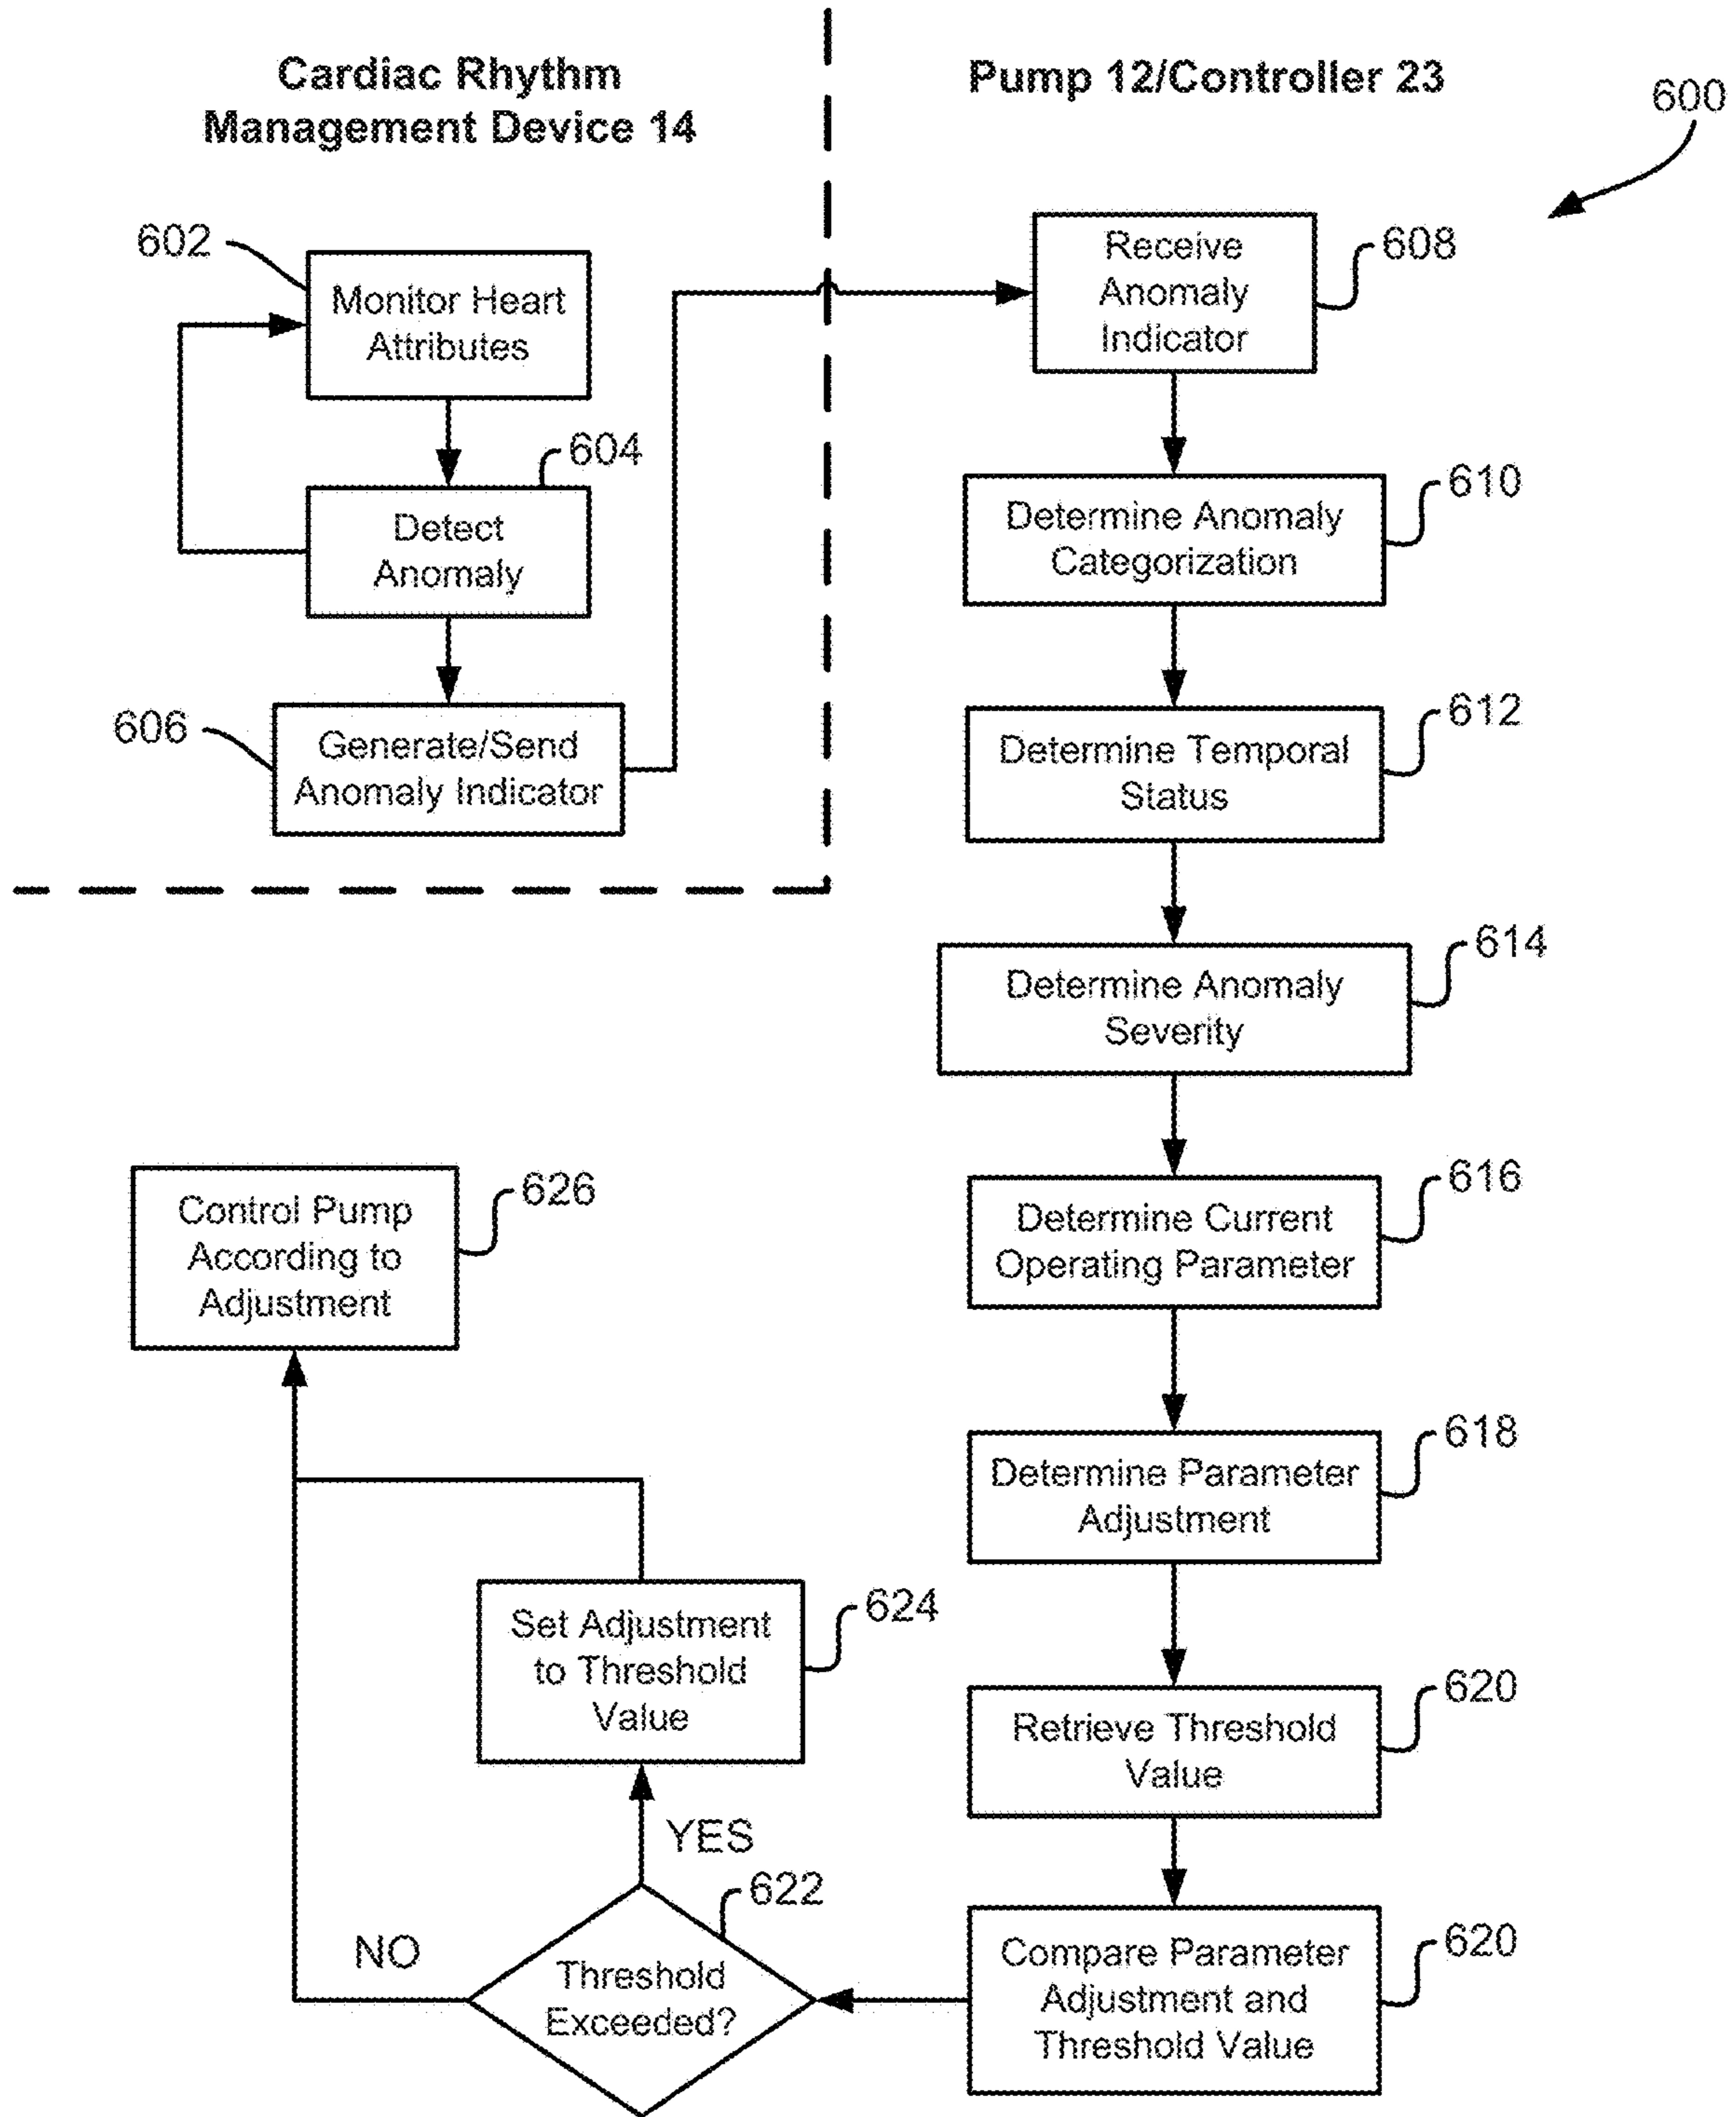 Cardiac Rhythm
Management Device 14
Pump 12/Controller 23
600
602
Monitor Heart
Attributes
604
Detect
Anomaly
606
Generate/Send
Anomaly Indicator
Receive
Anomaly
Indicator
608
Determine Anomaly
Categorization
610
Determine Temporal
Status
612
Determine Anomaly
Severity
614
Determine Current
Operating Parameter
616
Determine Parameter
Adjustment
618
Retrieve Threshold
Value
620
Compare Parameter
Adjustment and
Threshold Value
620
Threshold
Exceeded?
622
YES
NO
Set Adjustment
to Threshold
Value
624
Control Pump
According to
Adjustment
626